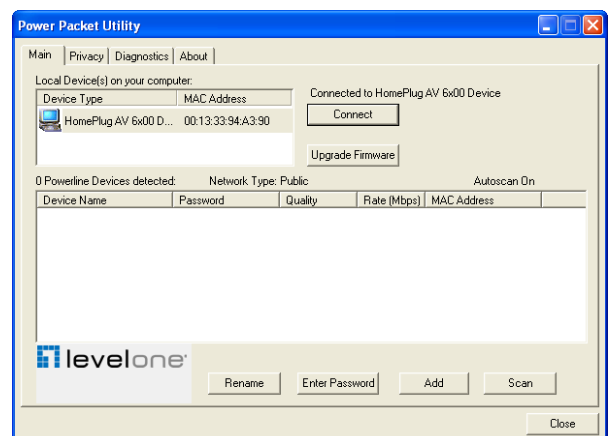 Power Packet Utility
Main Privacy Diagnostics About
Local Device(s) on your computer:
Device Type MAC Address
HomePlug AV 6x00 D... 00:13:33:94:A3:90
Connected to HomePlug AV 6x00 Device
Connect
Upgrade Firmware
0 Powerline Devices detected: Network Type: Public Autoscan On
Device Name Password Quality Rate (Mbps) MAC Address
levelone
Rename Enter Password Add Scan
Close